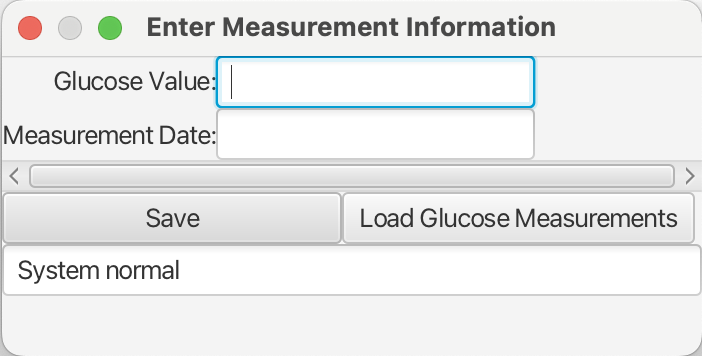 Enter Measurement Information
Glucose Value:
Measurement Date:
Save Load Glucose Measurements
System normal